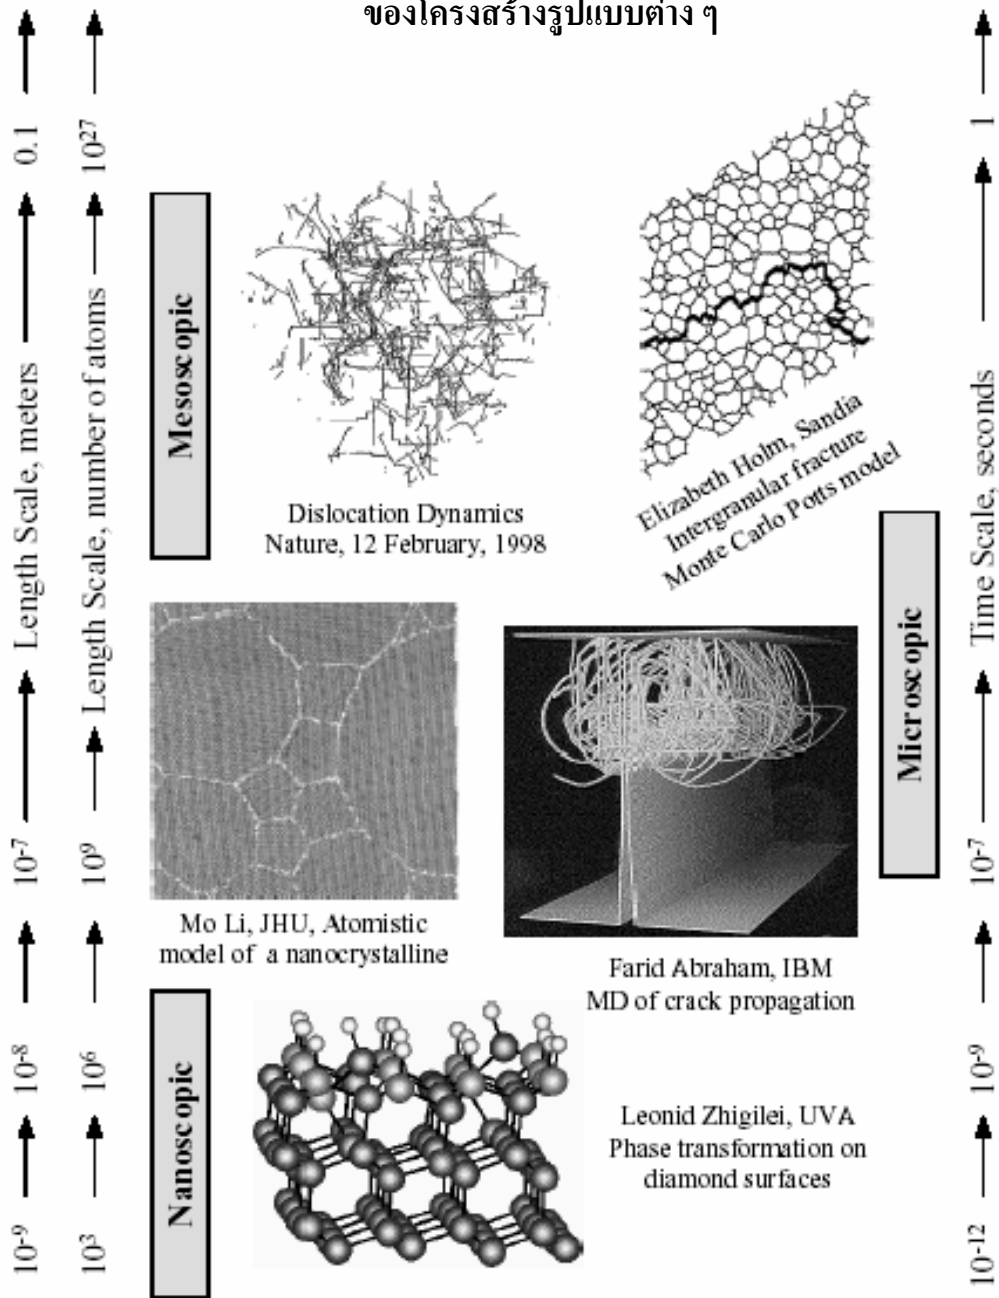 ของโครงสร้างรูปแบบต่าง ๆ
0.1
Length Scale, meters
10⁻⁷
10⁻⁸
10⁻⁹
10²⁷
Length Scale, number of atoms
10⁹
10⁶
10³
Mesoscopic
Dislocation Dynamics
Nature, 12 February, 1998
Elizabeth Holm, Sandia
Intergranular fracture
Monte Carlo Potts model
Microscopic
Mo Li, JHU, Atomistic
model of a nanocrystalline
Farid Abraham, IBM
MD of crack propagation
Nanoscopic
Leonid Zhigilei, UVA
Phase transformation on
diamond surfaces
1
Time Scale, seconds
10⁻⁷
10⁻⁹
10⁻¹²